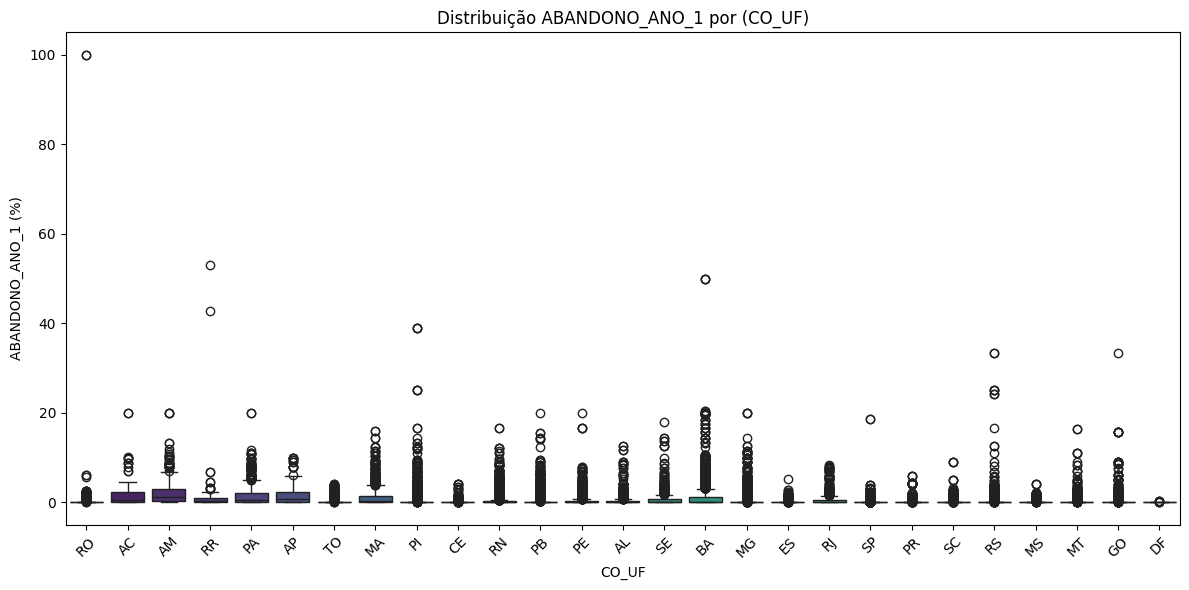 Distribuição ABANDONO_ANO_1 por (CO_UF)
ABANDONO_ANO_1 (%)
100
80
60
40
20
0
RO AC AM RR PA AP TO MA PI CE RN PB PE AL SE BA MG ES RJ SP PR SC RS MS MT GO DF
CO_UF